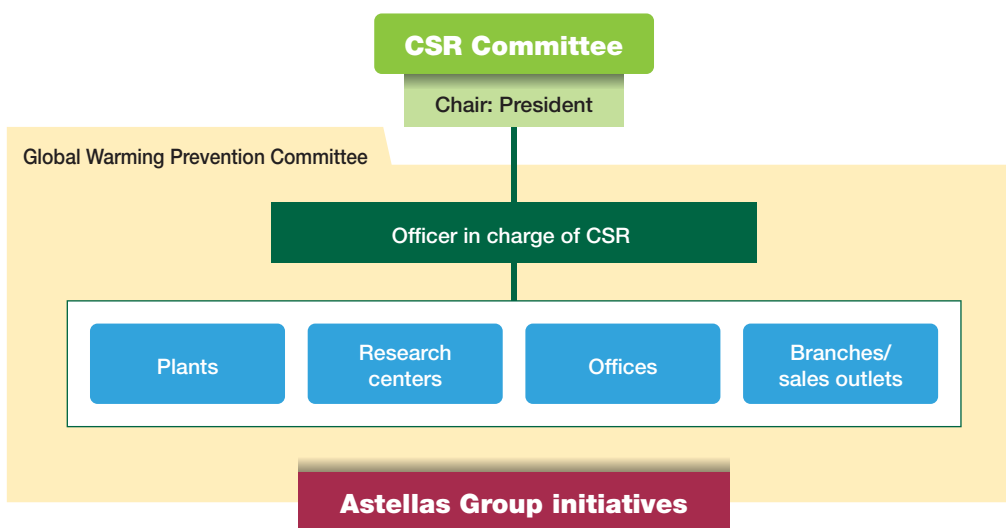 CSR Committee
Chair: President
Global Warming Prevention Committee
Officer in charge of CSR
Plants
Research
centers
Offices
Branches/
sales outlets
Astellas Group initiatives